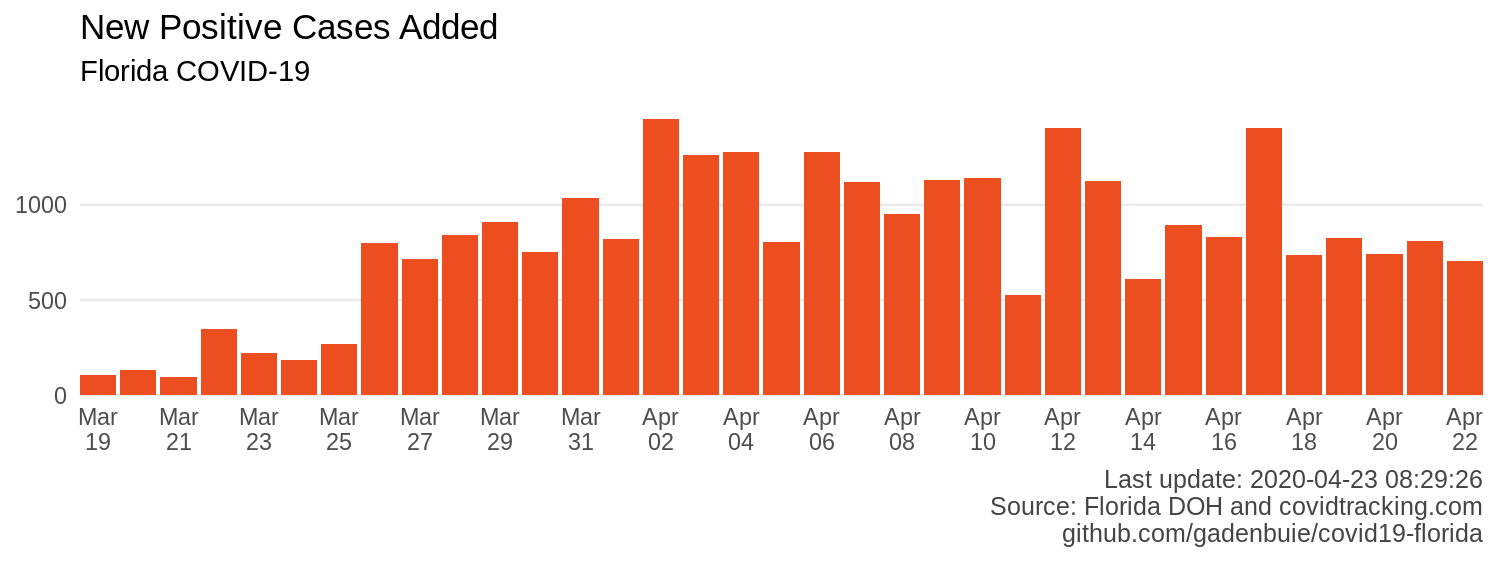 New Positive Cases Added
Florida COVID-19
1000
500
0
Mar Mar Mar Mar Mar Mar Mar Apr Apr Apr Apr Apr Apr Apr Apr Apr Apr Apr
19 21 23 25 27 29 31 02 04 06 08 10 12 14 16 18 20 22
Last update: 2020-04-23 08:29:26
Source: Florida DOH and covidtracking.com
github.com/gadenbuie/covid19-florida